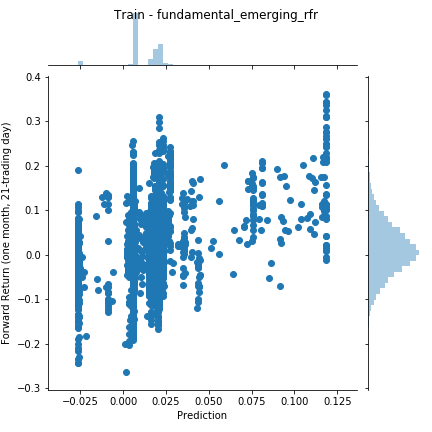 Train - fundamental_emerging_rfr
Forward Return (one month, 21-trading day)
0.4
0.3
0.2
0.1
0.0
−0.1
−0.2
−0.3
−0.025 0.000 0.025 0.050 0.075 0.100 0.125
Prediction